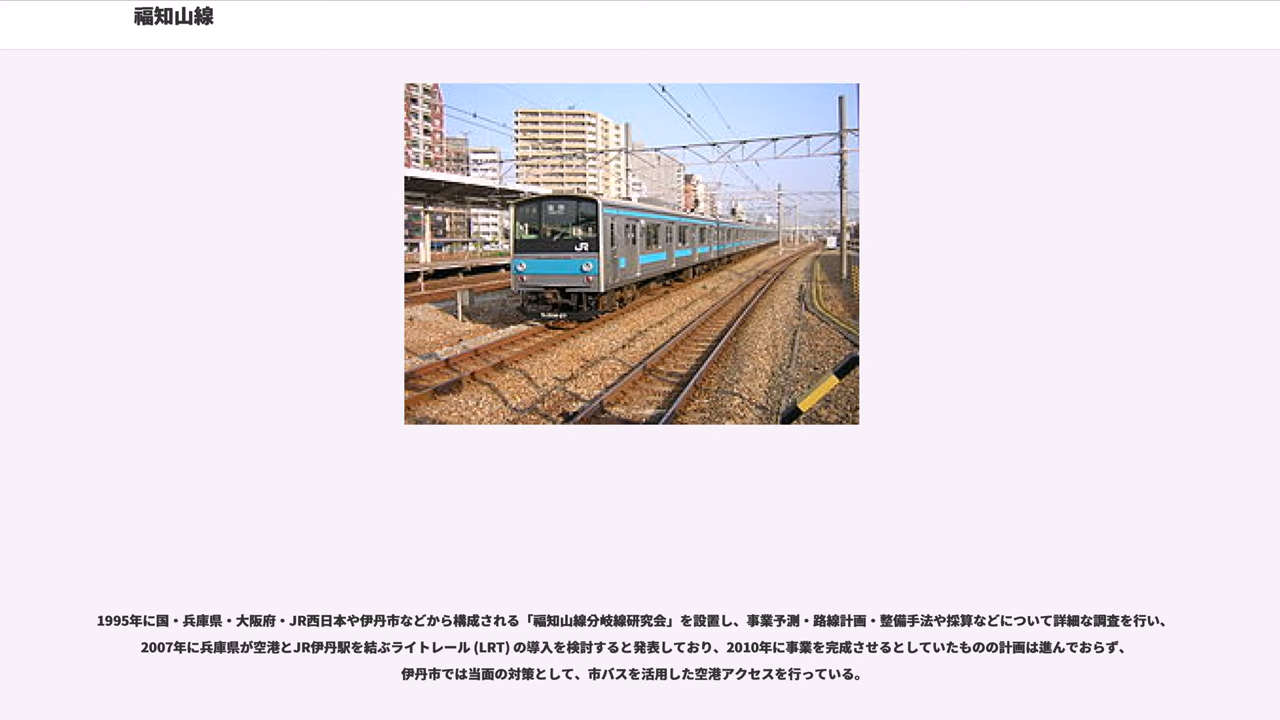 福知山線
JR
1995年に国・兵庫県・大阪府・JR西日本や伊丹市などから構成される「福知山線分岐線研究会」を設置し、事業予測・路線計画・整備手法や採算などについて詳細な調査を行い、
2007年に兵庫県が空港とJR伊丹駅を結ぶライトレール (LRT) の導入を検討すると発表しており、2010年に事業を完成させるとしていたものの計画は進んでおらず、
伊丹市では当面の対策として、市バスを活用した空港アクセスを行っている。